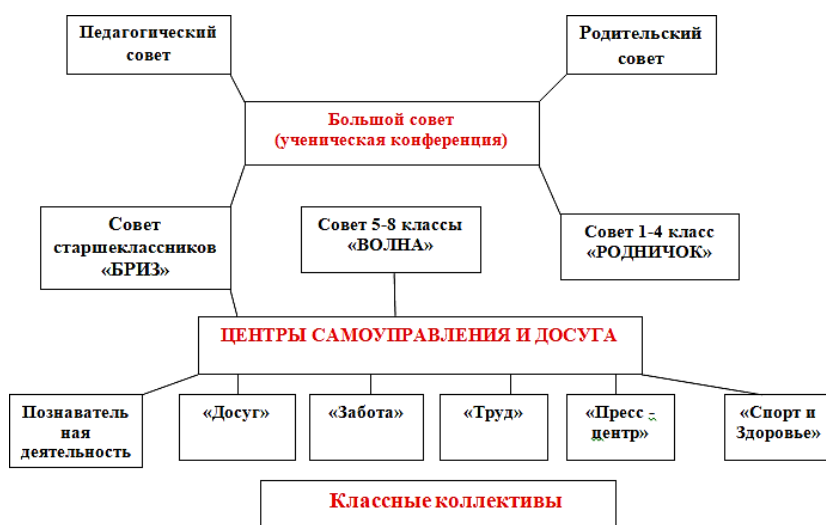 Педагогический
совет
Родительский
совет
Большой совет
(ученическая конференция)
Совет
старшеклассников
«БРИЗ»
Совет 5-8 классы
«ВОЛНА»
Совет 1-4 класс
«РОДНИЧОК»
ЦЕНТРЫ САМОУПРАВЛЕНИЯ И ДОСУГА
Познаватель
ная
деятельность
«Досуг»
«Забота»
«Труд»
«Пресс -
центр»
«Спорт и
Здоровье»
Классные коллективы